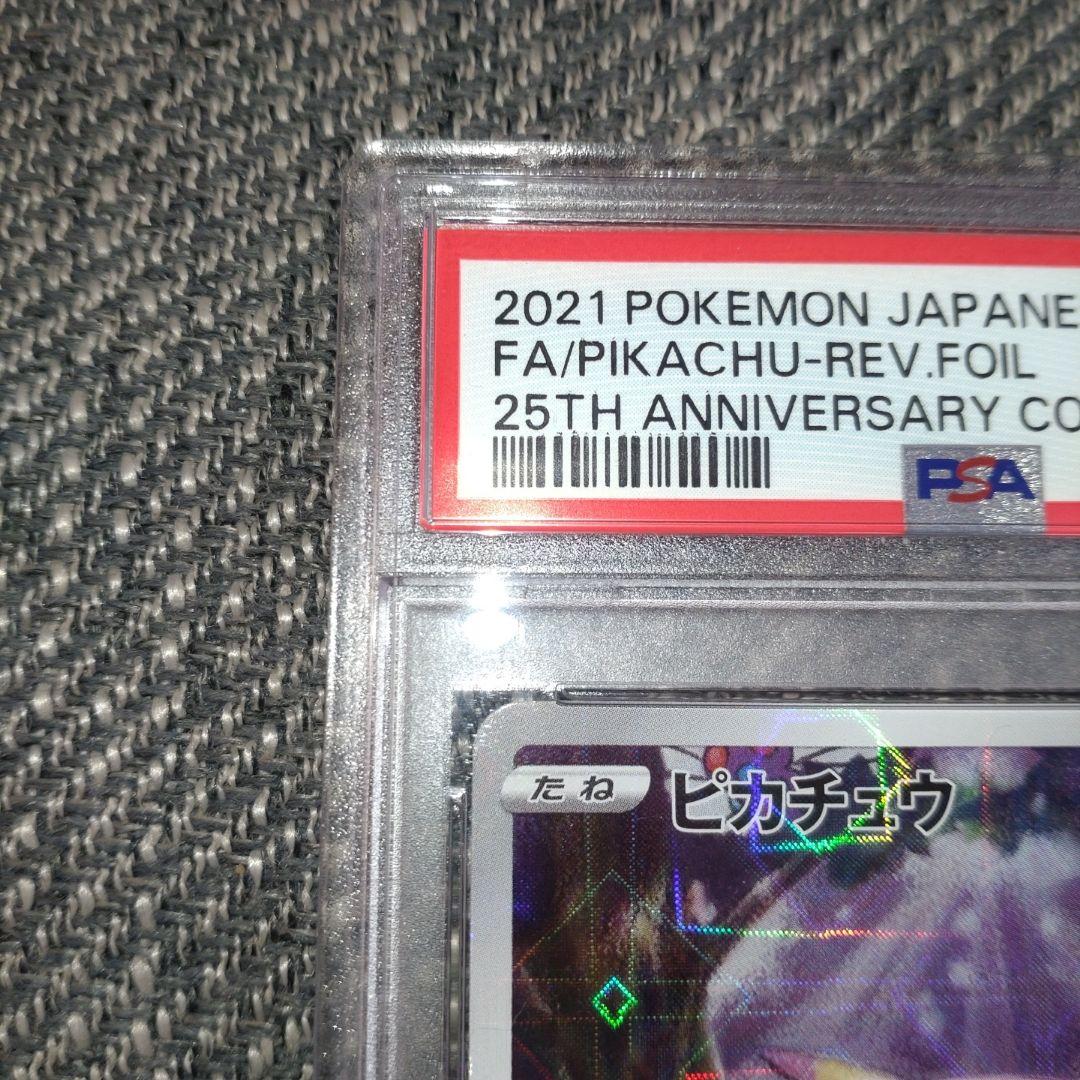 2021 POKEMON JAPANE
FA/PIKACHU-REV.FOIL
25TH ANNIVERSARY CO
PSA
たね
ピカチュウ